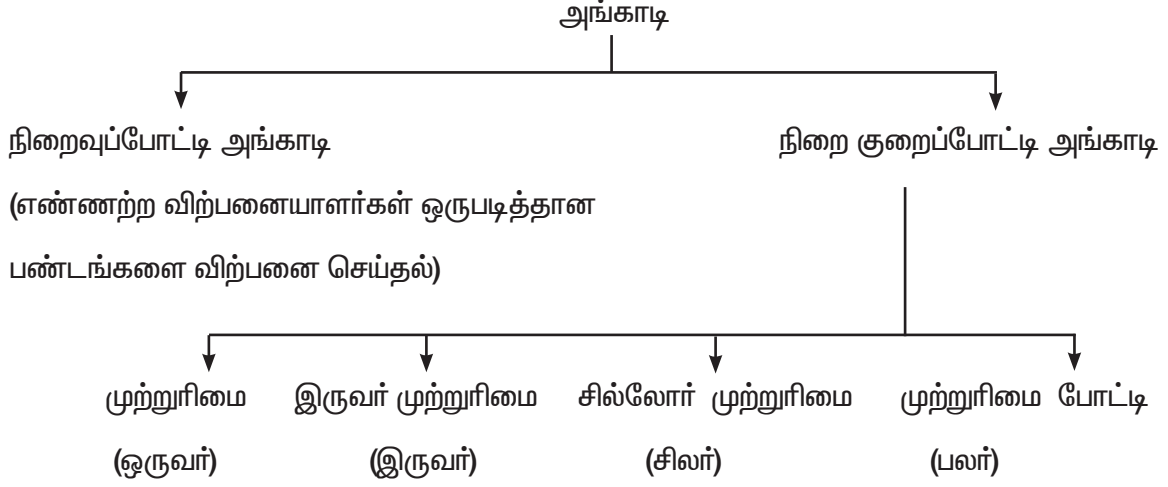 அங்காடி
நிறைவுப்போட்டி அங்காடி
(எண்ணற்ற விற்பனையாளர்கள் ஒருபடித்தான
பண்டங்களை விற்பனை செய்தல்)
நிறை குறைப்போட்டி அங்காடி
முற்றுரிமை
(ஒருவர்)
இருவர் முற்றுரிமை
(இருவர்)
சில்லோர் முற்றுரிமை
(சிலர்)
முற்றுரிமை போட்டி
(பலர்)